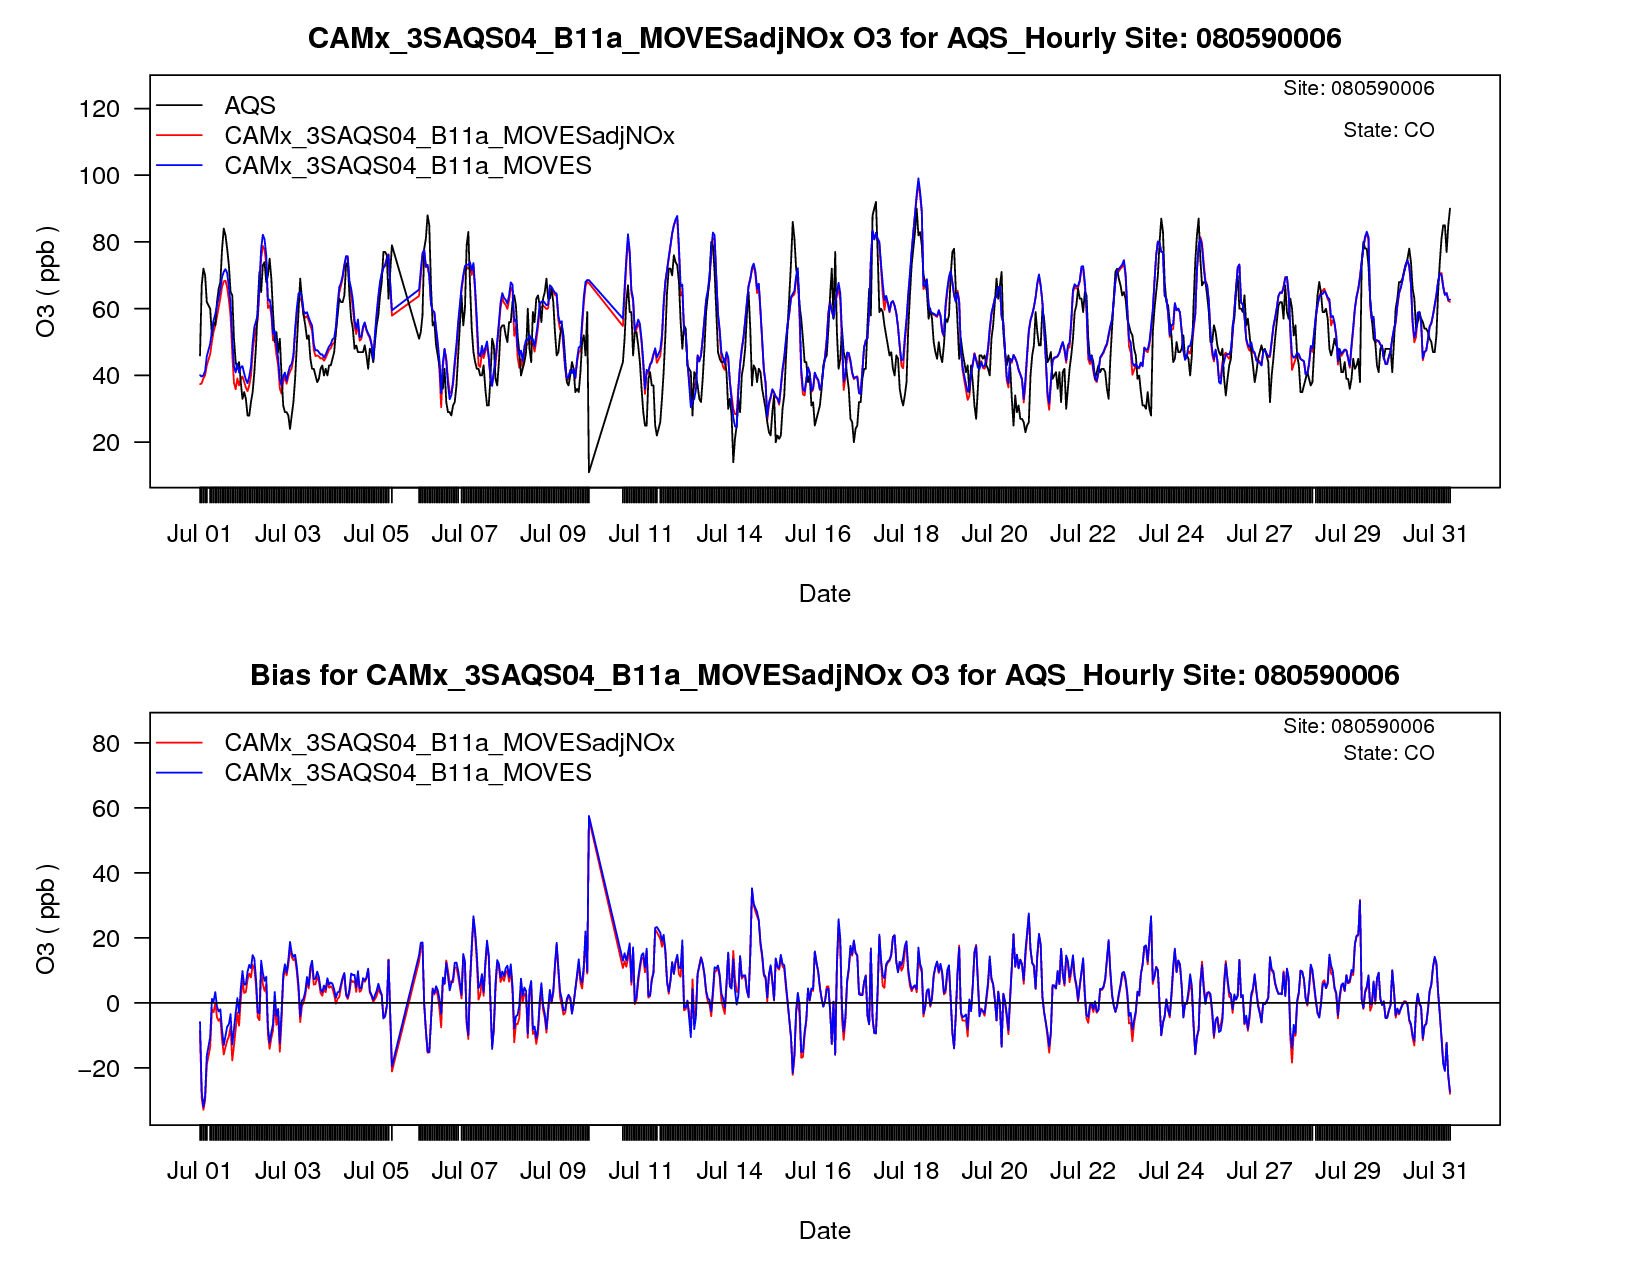 CAMx_3SAQS04_B11a_MOVESadjNOx O3 for AQS_Hourly Site: 080590006
AQS
CAMx_3SAQS04_B11a_MOVESadjNOx
CAMx_3SAQS04_B11a_MOVES
Site: 080590006
State: CO
O3 ( ppb )
120
100
80
60
40
20
Jul 01 Jul 03 Jul 05 Jul 07 Jul 09 Jul 11 Jul 14 Jul 16 Jul 18 Jul 20 Jul 22 Jul 24 Jul 27 Jul 29 Jul 31
Date
Bias for CAMx_3SAQS04_B11a_MOVESadjNOx O3 for AQS_Hourly Site: 080590006
CAMx_3SAQS04_B11a_MOVESadjNOx
CAMx_3SAQS04_B11a_MOVES
Site: 080590006
State: CO
O3 ( ppb )
80
60
40
20
0
−20
Jul 01 Jul 03 Jul 05 Jul 07 Jul 09 Jul 11 Jul 14 Jul 16 Jul 18 Jul 20 Jul 22 Jul 24 Jul 27 Jul 29 Jul 31
Date